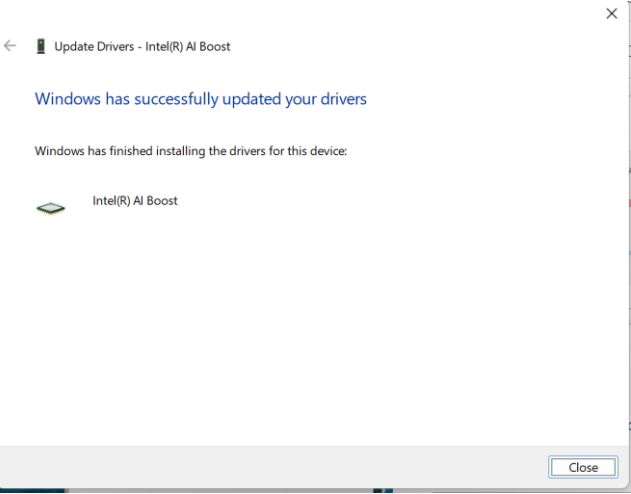 Update Drivers - Intel(R) AI Boost
Windows has successfully updated your drivers
Windows has finished installing the drivers for this device:
Intel(R) AI Boost
Close